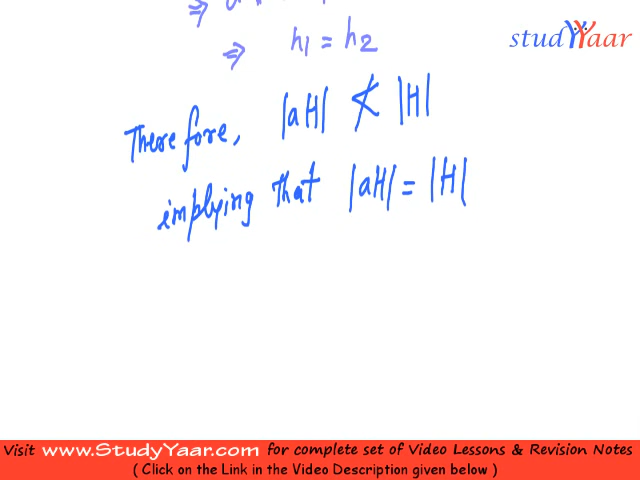 ⇒ h1 = h2
studYYaar
Therefore, |aH| ≮ |H|
implying that |aH| = |H|
Visit www.StudyYaar.com for complete set of Video Lessons & Revision Notes
( Click on the Link in the Video Description given below )